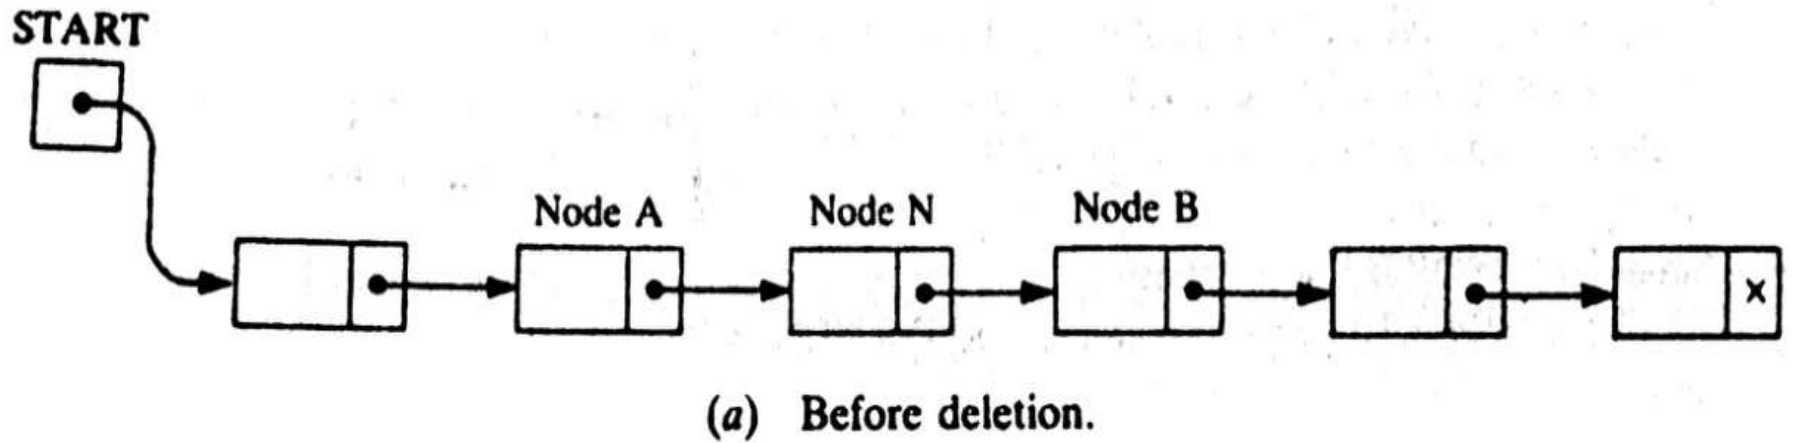 START
Node A Node N Node B
×
(a) Before deletion.